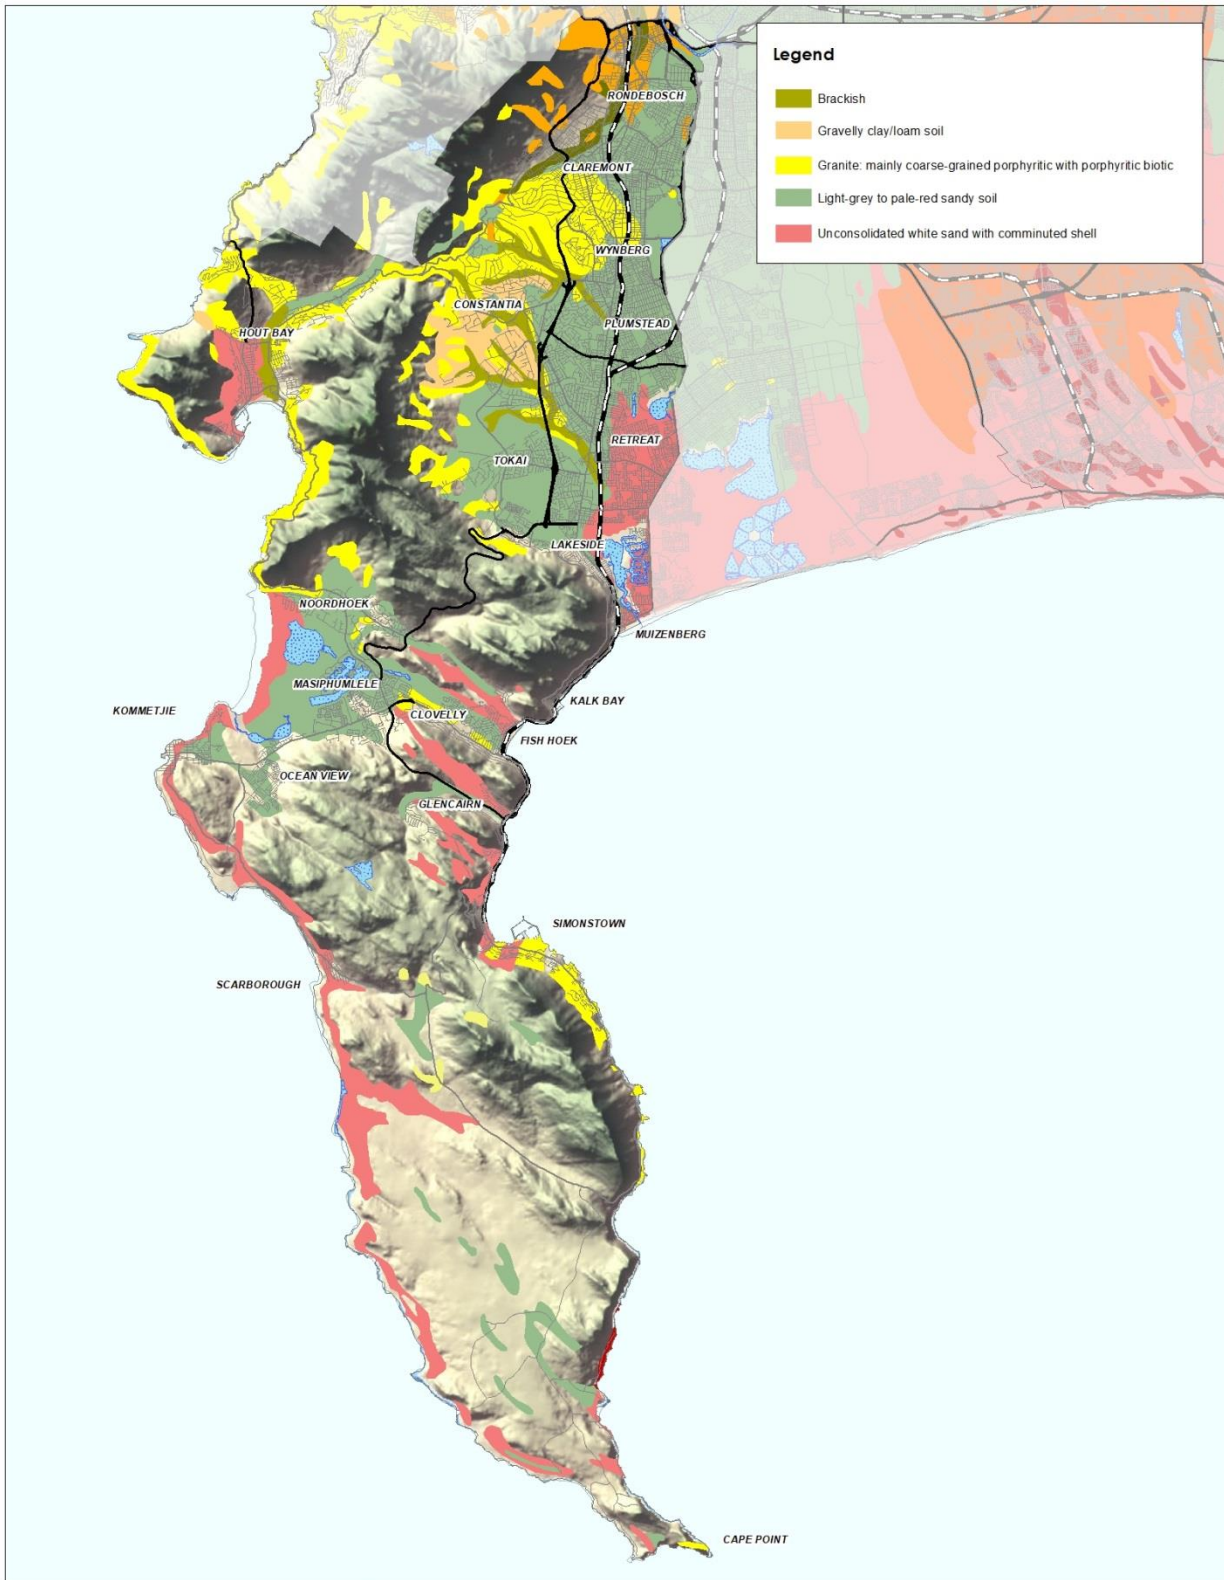 Legend
Brackish
Gravelly clay/loam soil
Granite: mainly coarse-grained porphyritic with porphyritic biotic
Light-grey to pale-red sandy soil
Unconsolidated white sand with comminuted shell
RONDEBOSCH
CLAREMONT
WYNBERG
CONSTANTIA
PLUMSTEAD
HOUT BAY
RETREAT
TOKAI
LAKESIDE
NOORDHOEK
MUIZENBERG
MASIPHUMLELE
KALK BAY
KOMMETJIE
CLOVELLY
FISH HOEK
OCEAN VIEW
GLENCAIRN
SIMONSTOWN
SCARBOROUGH
CAPE POINT